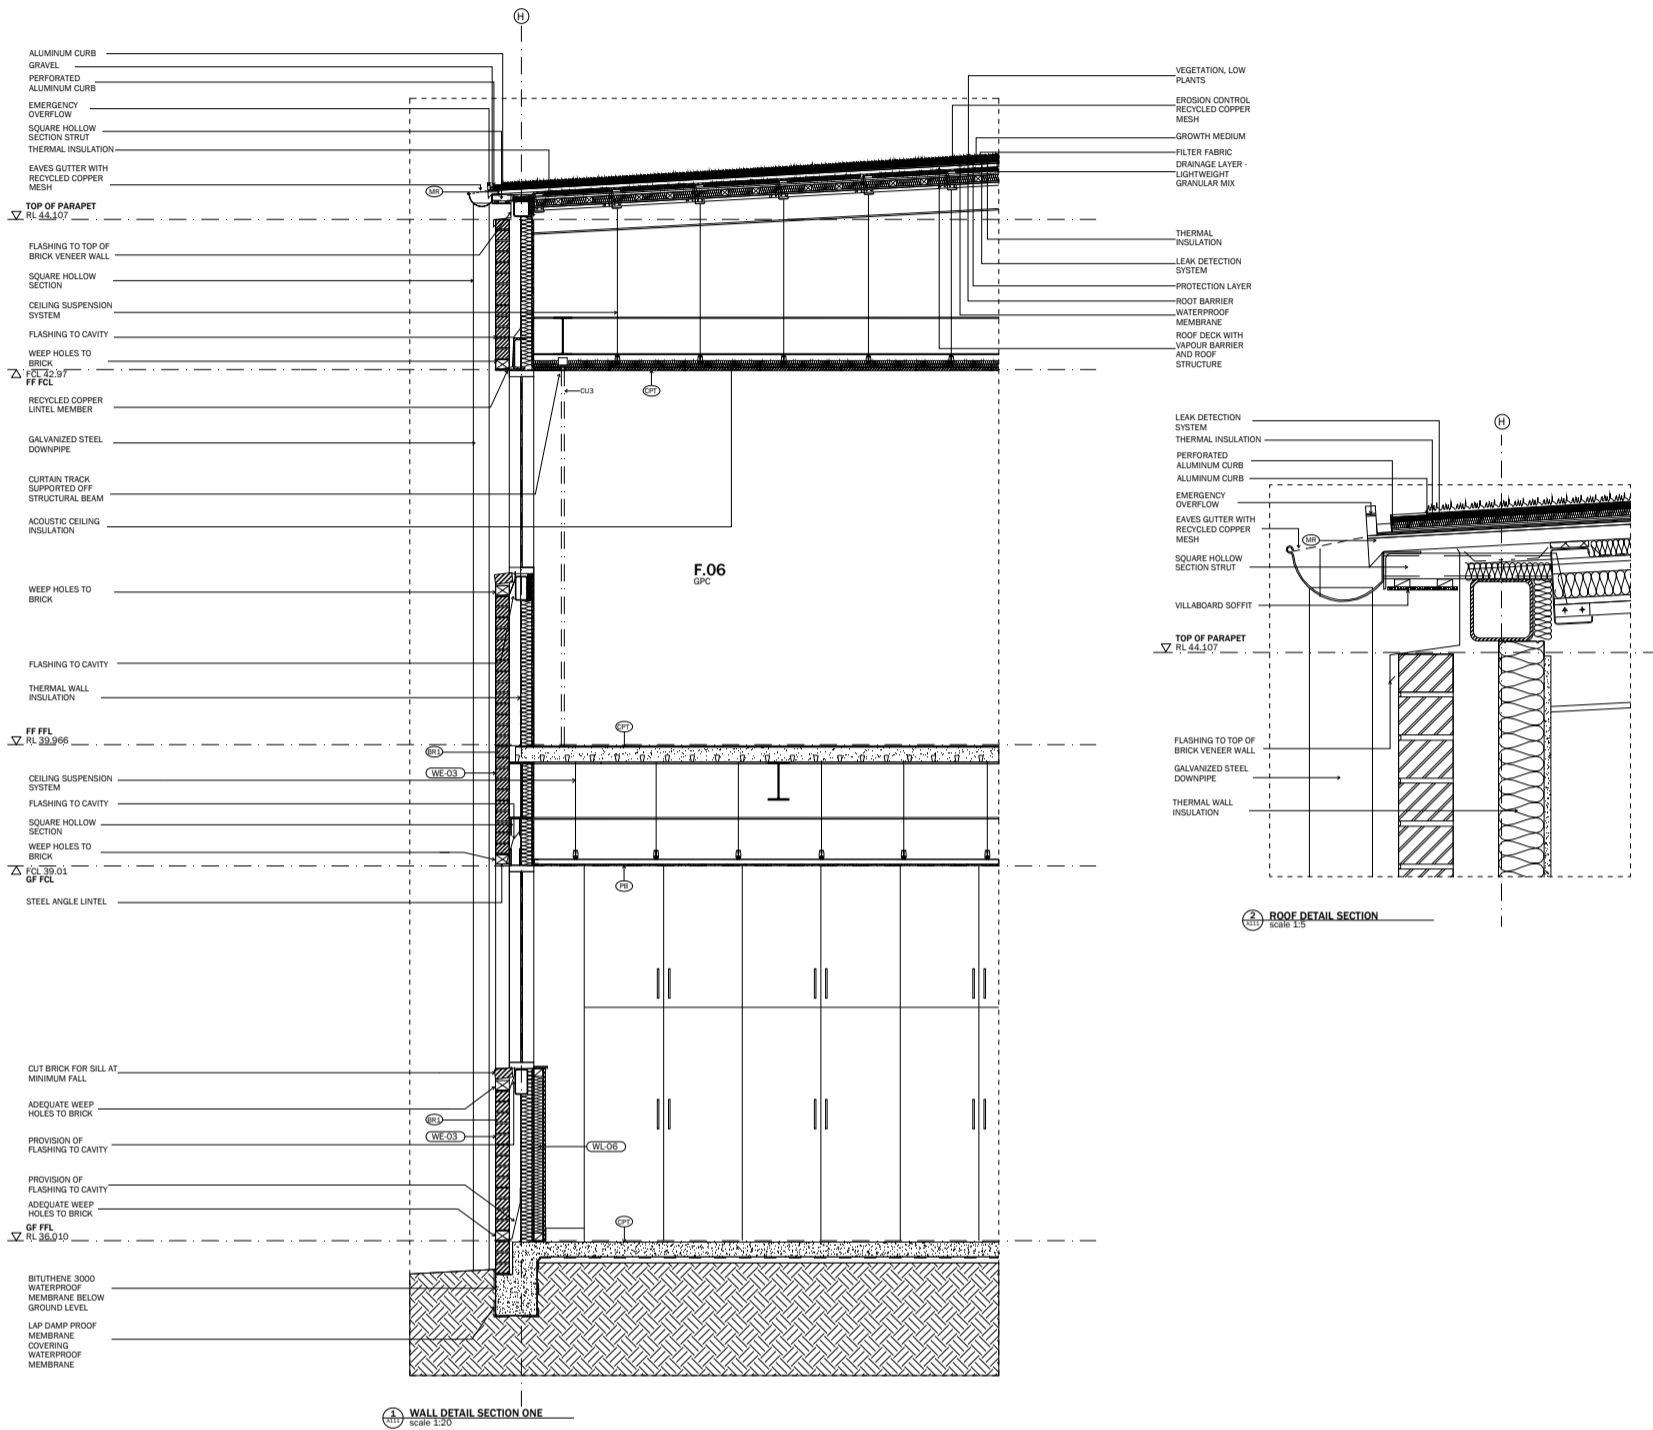 H
ALUMINUM CURB
GRAVEL
PERFORATED
ALUMINUM CURB
EMERGENCY
OVERFLOW
SQUARE HOLLOW
SECTION STRUT
THERMAL INSULATION
EAVES GUTTER WITH
RECYCLED COPPER
MESH
MR
TOP OF PARAPET
RL 44.107
FLASHING TO TOP OF
BRICK VENEER WALL
SQUARE HOLLOW
SECTION
CEILING SUSPENSION
SYSTEM
FLASHING TO CAVITY
WEEP HOLES TO
BRICK
FCL 42.97
FF FCL
RECYCLED COPPER
LINTEL MEMBER
GALVANIZED STEEL
DOWNPIPE
CURTAIN TRACK
SUPPORTED OFF
STRUCTURAL BEAM
ACOUSTIC CEILING
INSULATION
WEEP HOLES TO
BRICK
FLASHING TO CAVITY
THERMAL WALL
INSULATION
FF FFL
RL 39.966
BR1
WE-03
CEILING SUSPENSION
SYSTEM
FLASHING TO CAVITY
SQUARE HOLLOW
SECTION
WEEP HOLES TO
BRICK
FCL 39.01
GF FCL
STEEL ANGLE LINTEL
CUT BRICK FOR SILL AT
MINIMUM FALL
ADEQUATE WEEP
HOLES TO BRICK
BR1
WE-03
PROVISION OF
FLASHING TO CAVITY
PROVISION OF
FLASHING TO CAVITY
ADEQUATE WEEP
HOLES TO BRICK
GF FFL
RL 36.010
BITUTHENE 3000
WATERPROOF
MEMBRANE BELOW
GROUND LEVEL
LAP DAMP PROOF
MEMBRANE
COVERING
WATERPROOF
MEMBRANE
CU3
CPT
F.06
GPC
CPT
PB
WL-06
CPT
1
A111
WALL DETAIL SECTION ONE
scale 1:20
VEGETATION, LOW
PLANTS
EROSION CONTROL
RECYCLED COPPER
MESH
GROWTH MEDIUM
FILTER FABRIC
DRAINAGE LAYER -
LIGHTWEIGHT
GRANULAR MIX
THERMAL
INSULATION
LEAK DETECTION
SYSTEM
PROTECTION LAYER
ROOT BARRIER
WATERPROOF
MEMBRANE
ROOF DECK WITH
VAPOUR BARRIER
AND ROOF
STRUCTURE
H
LEAK DETECTION
SYSTEM
THERMAL INSULATION
PERFORATED
ALUMINUM CURB
ALUMINUM CURB
EMERGENCY
OVERFLOW
EAVES GUTTER WITH
RECYCLED COPPER
MESH
MR
SQUARE HOLLOW
SECTION STRUT
VILLABOARD SOFFIT
TOP OF PARAPET
RL 44.107
FLASHING TO TOP OF
BRICK VENEER WALL
GALVANIZED STEEL
DOWNPIPE
THERMAL WALL
INSULATION
2
A111
ROOF DETAIL SECTION
scale 1:5